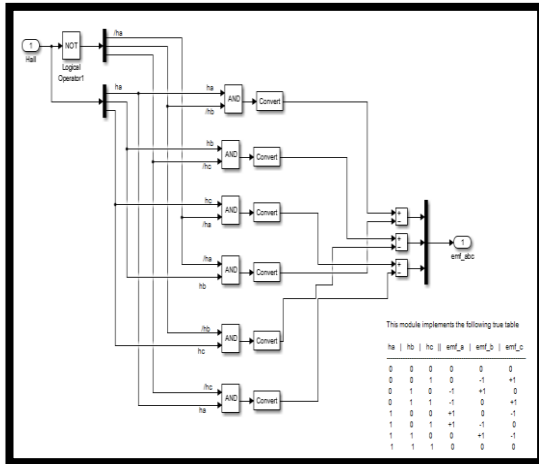 /ha
1
Hall
NOT
Logical
Operator1
/hb
/hc
ha
ha
AND
Convert
/hb
hb
AND
Convert
/hc
hc
AND
Convert
/ha
+
−
+
−
+
−
1
emf_abc
/ha
AND
Convert
hb
/hb
AND
Convert
hc
/hc
AND
Convert
ha
This module implements the following true table
ha | hb | hc || emf_a | emf_b | emf_c
0 0 0 0 0 0
0 0 1 0 -1 +1
0 1 0 -1 +1 0
0 1 1 -1 0 +1
1 0 0 +1 0 -1
1 0 1 +1 -1 0
1 1 0 0 +1 -1
1 1 1 0 0 0